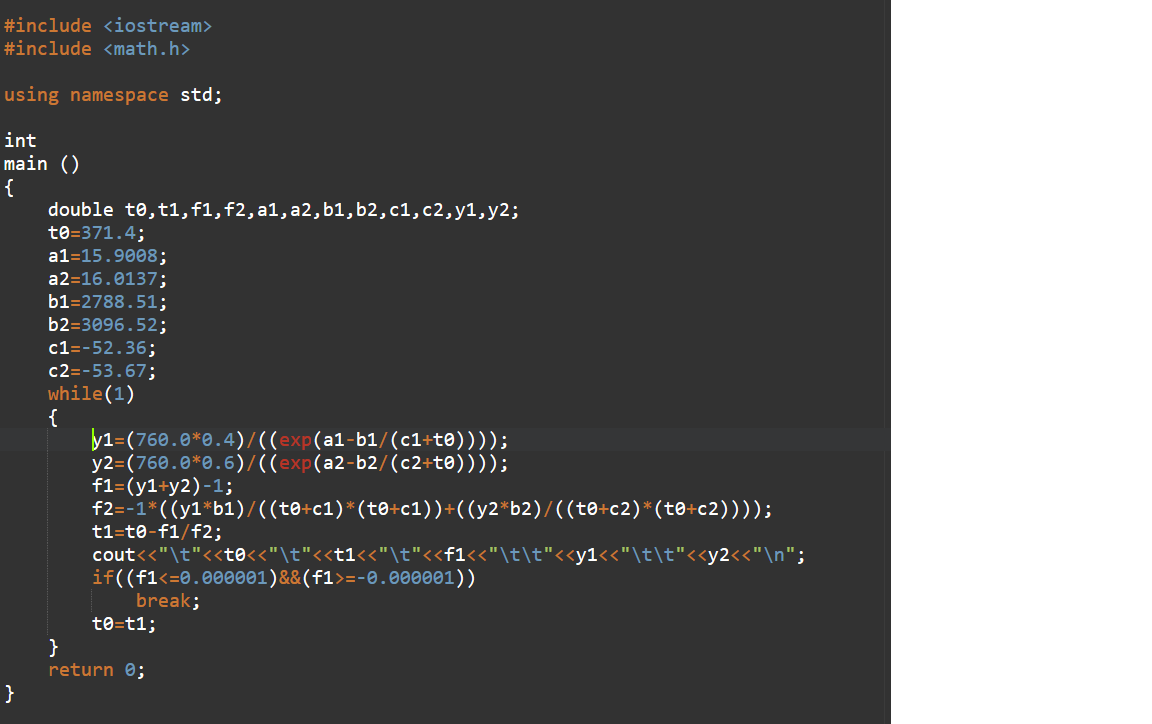 #include <iostream>
#include <math.h>

using namespace std;

int
main ()
{
    double t0,t1,f1,f2,a1,a2,b1,b2,c1,c2,y1,y2;
    t0=371.4;
    a1=15.9008;
    a2=16.0137;
    b1=2788.51;
    b2=3096.52;
    c1=-52.36;
    c2=-53.67;
    while(1)
    {
        y1=(760.0*0.4)/((exp(a1-b1/(c1+t0))));
        y2=(760.0*0.6)/((exp(a2-b2/(c2+t0))));
        f1=(y1+y2)-1;
        f2=-1*((y1*b1)/((t0+c1)*(t0+c1))+((y2*b2)/((t0+c2)*(t0+c2))));
        t1=t0-f1/f2;
        cout<<"\t"<<t0<<"\t"<<t1<<"\t"<<f1<<"\t\t"<<y1<<"\t\t"<<y2<<"\n";
        if((f1<=0.000001)&&(f1>=-0.000001))
            break;
        t0=t1;
    }
    return 0;
}